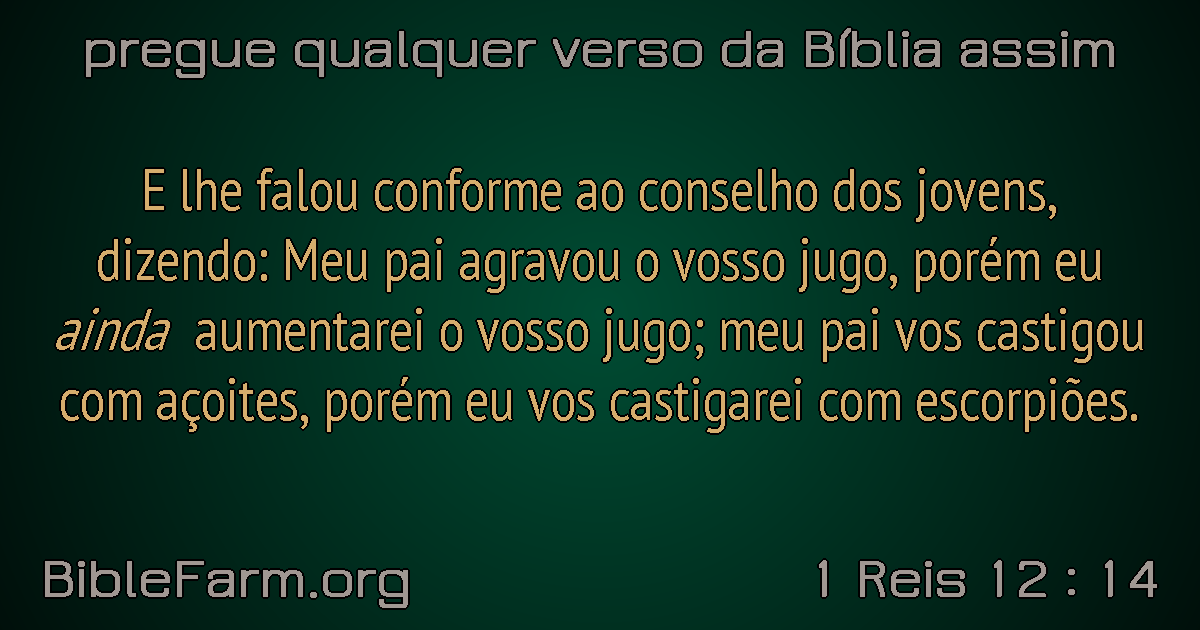 pregue qualquer verso da Bíblia assim
E lhe falou conforme ao conselho dos jovens,
dizendo: Meu pai agravou o vosso jugo, porém eu
ainda aumentarei o vosso jugo; meu pai vos castigou
com açoites, porém eu vos castigarei com escorpiões.
BibleFarm.org
1 Reis 12 : 14